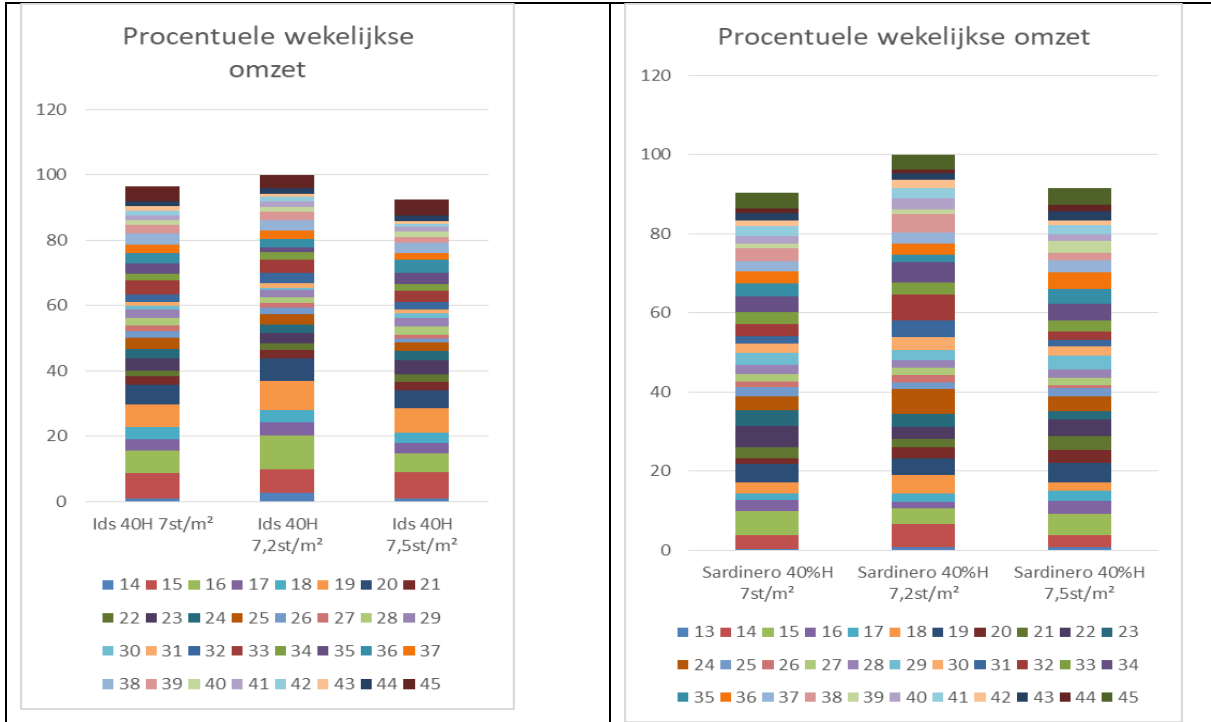 Procentuele wekelijkse
omzet
120
100
80
60
40
20
0
Ids 40H 7st/m²
Ids 40H
7,2st/m²
Ids 40H
7,5st/m²
14 15 16 17 18 19 20 21
22 23 24 25 26 27 28 29
30 31 32 33 34 35 36 37
38 39 40 41 42 43 44 45
Procentuele wekelijkse omzet
120
100
80
60
40
20
0
Sardinero 40%H
7st/m²
Sardinero 40%H
7,2st/m²
Sardinero 40%H
7,5st/m²
13 14 15 16 17 18 19 20 21 22 23
24 25 26 27 28 29 30 31 32 33 34
35 36 37 38 39 40 41 42 43 44 45